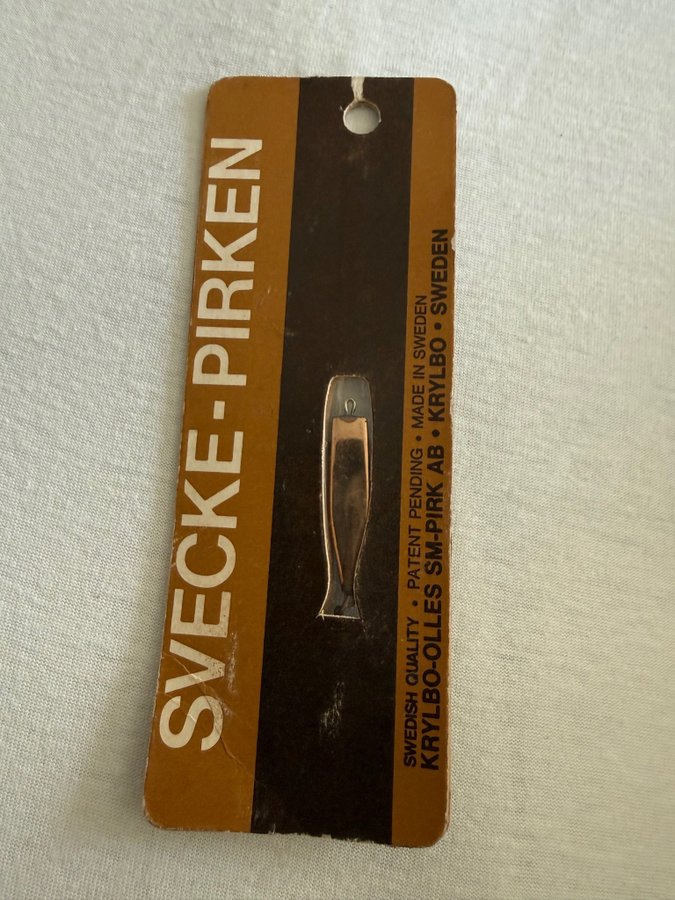 SVECKE-PIRKEN
SWEDISH QUALITY • PATENT PENDING • MADE IN SWEDEN
KRYLBO-OLLES SM-PIRK AB • KRYLBO • SWEDEN